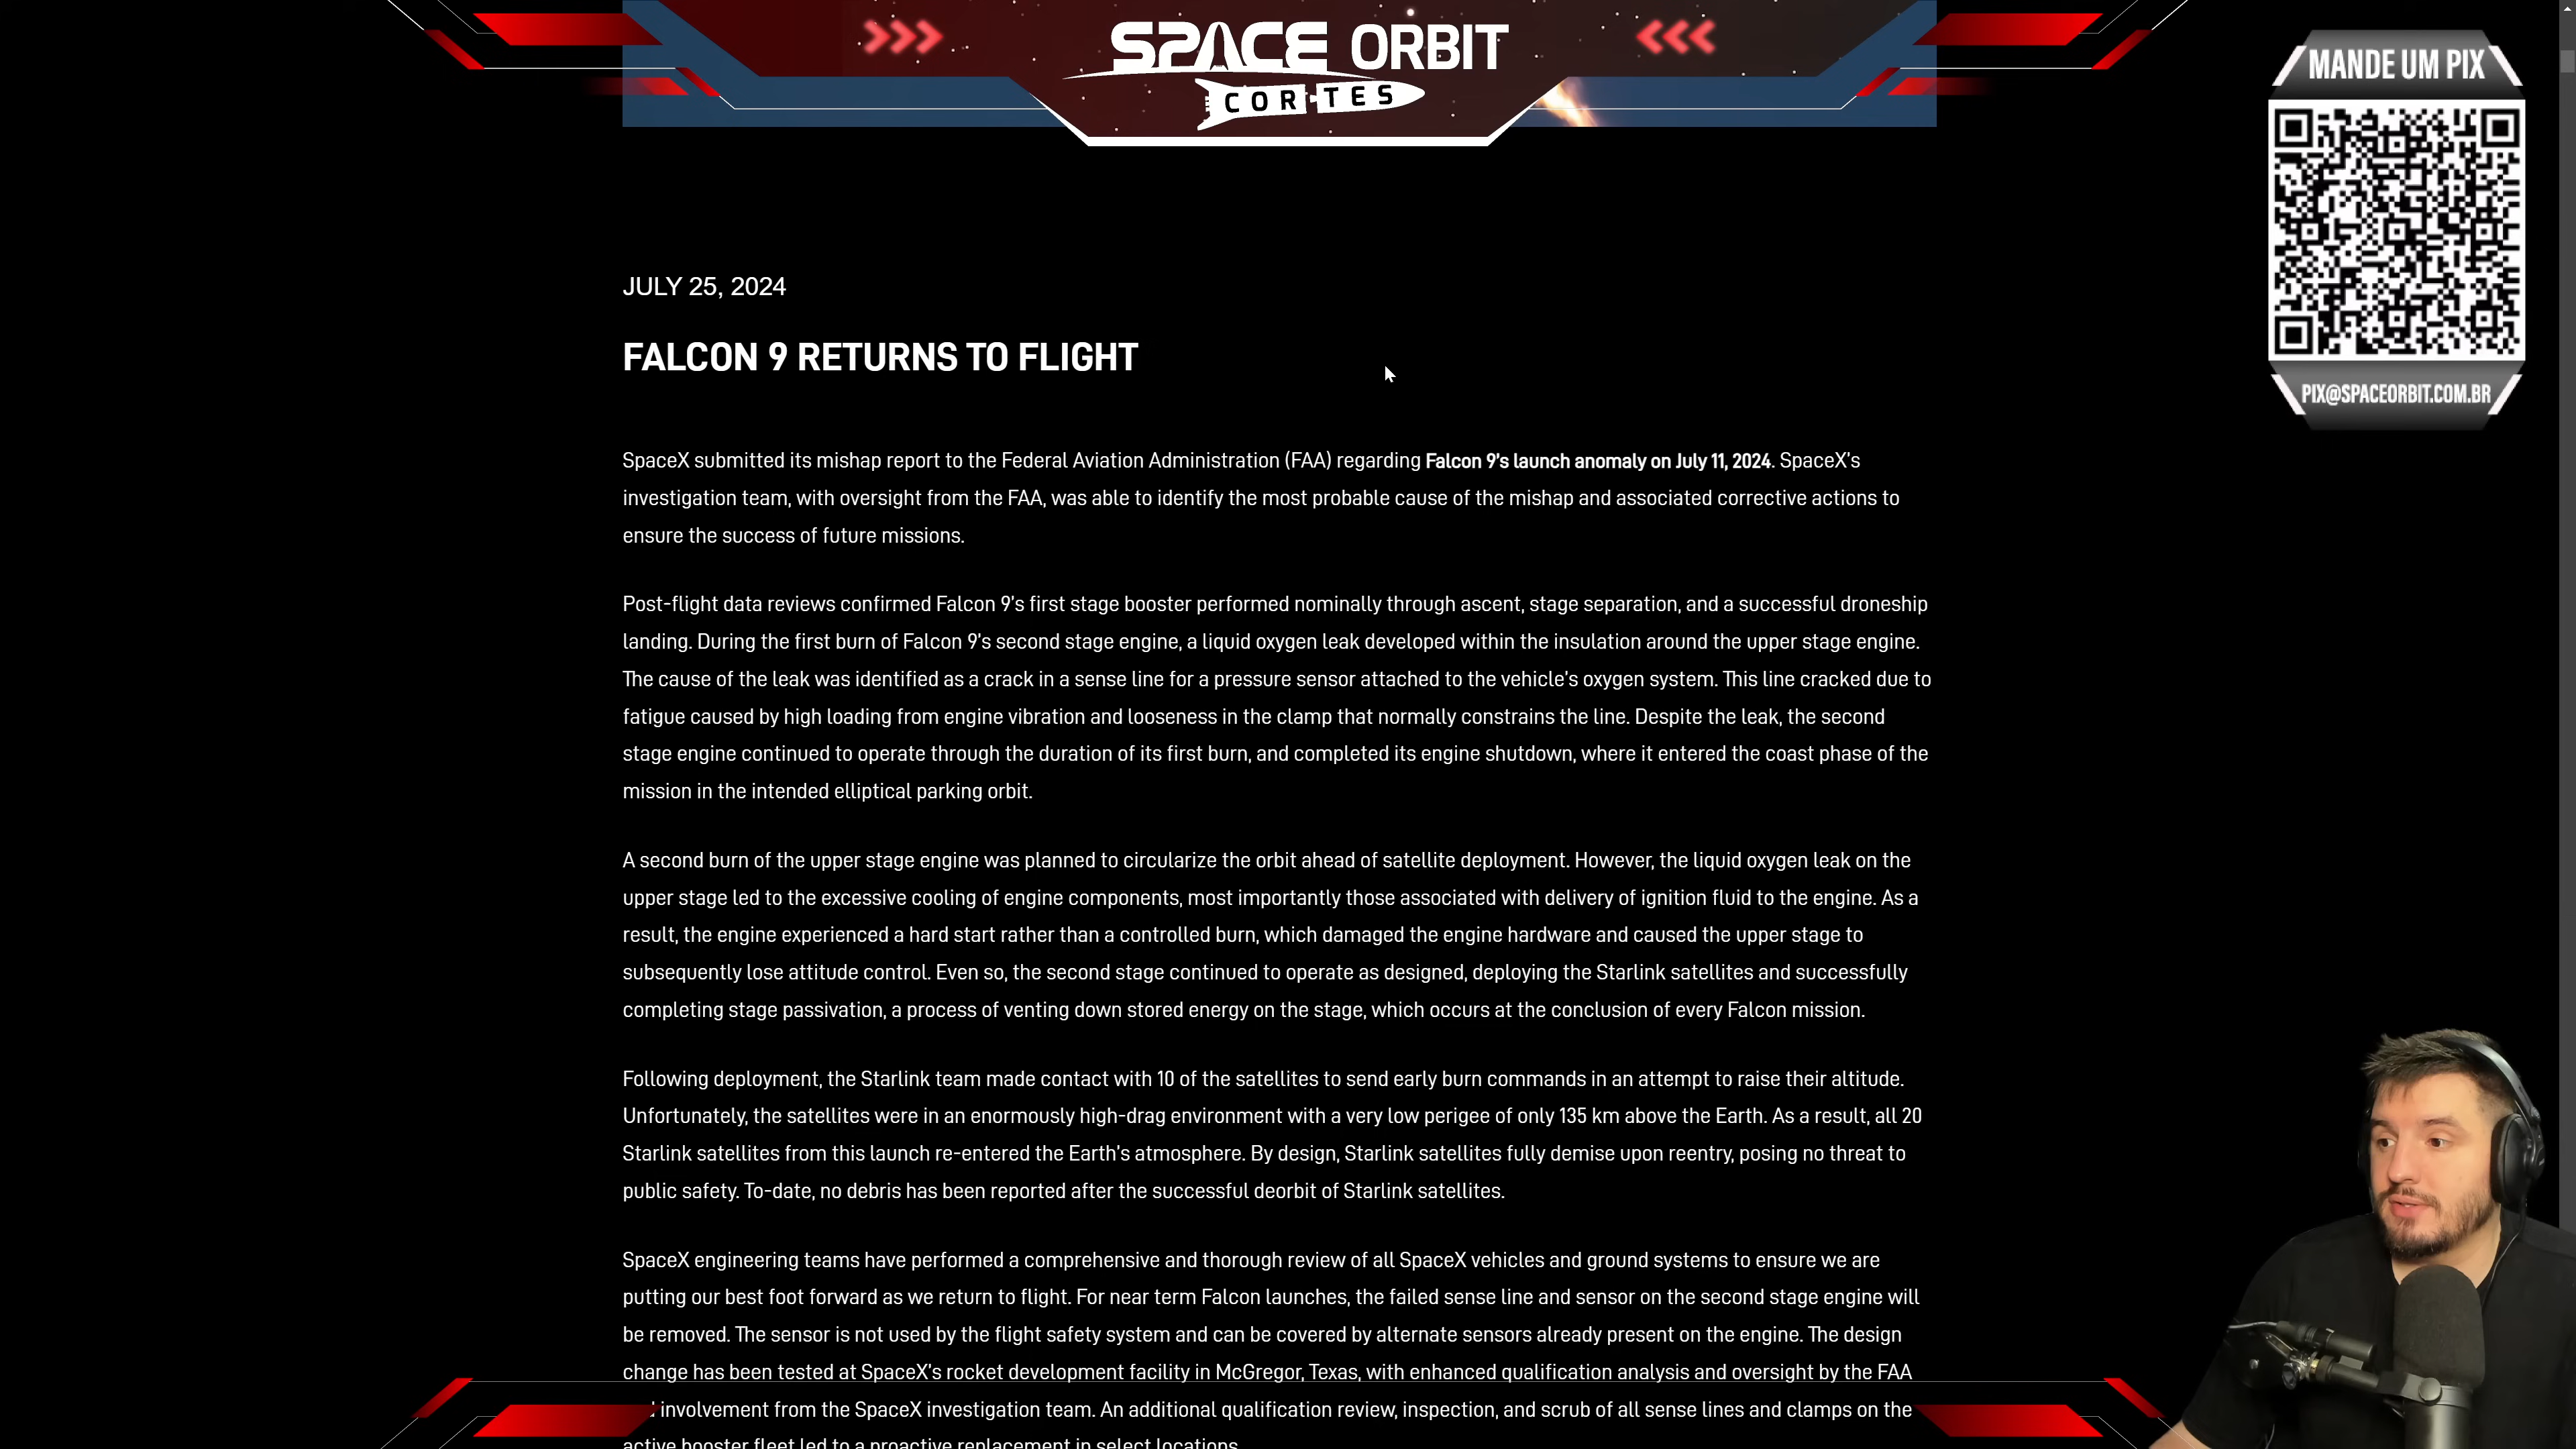 SPACE ORBIT
CORTES
MANDE UM PIX
PIX@SPACEORBIT.COM.BR
JULY 25, 2024
FALCON 9 RETURNS TO FLIGHT
SpaceX submitted its mishap report to the Federal Aviation Administration (FAA) regarding Falcon 9's launch anomaly on July 11, 2024. SpaceX's
investigation team, with oversight from the FAA, was able to identify the most probable cause of the mishap and associated corrective actions to
ensure the success of future missions.
Post-flight data reviews confirmed Falcon 9's first stage booster performed nominally through ascent, stage separation, and a successful droneship
landing. During the first burn of Falcon 9's second stage engine, a liquid oxygen leak developed within the insulation around the upper stage engine.
The cause of the leak was identified as a crack in a sense line for a pressure sensor attached to the vehicle's oxygen system. This line cracked due to
fatigue caused by high loading from engine vibration and looseness in the clamp that normally constrains the line. Despite the leak, the second
stage engine continued to operate through the duration of its first burn, and completed its engine shutdown, where it entered the coast phase of the
mission in the intended elliptical parking orbit.
A second burn of the upper stage engine was planned to circularize the orbit ahead of satellite deployment. However, the liquid oxygen leak on the
upper stage led to the excessive cooling of engine components, most importantly those associated with delivery of ignition fluid to the engine. As a
result, the engine experienced a hard start rather than a controlled burn, which damaged the engine hardware and caused the upper stage to
subsequently lose attitude control. Even so, the second stage continued to operate as designed, deploying the Starlink satellites and successfully
completing stage passivation, a process of venting down stored energy on the stage, which occurs at the conclusion of every Falcon mission.
Following deployment, the Starlink team made contact with 10 of the satellites to send early burn commands in an attempt to raise their altitude.
Unfortunately, the satellites were in an enormously high-drag environment with a very low perigee of only 135 km above the Earth. As a result, all 20
Starlink satellites from this launch re-entered the Earth's atmosphere. By design, Starlink satellites fully demise upon reentry, posing no threat to
public safety. To-date, no debris has been reported after the successful deorbit of Starlink satellites.
SpaceX engineering teams have performed a comprehensive and thorough review of all SpaceX vehicles and ground systems to ensure we are
putting our best foot forward as we return to flight. For near term Falcon launches, the failed sense line and sensor on the second stage engine will
be removed. The sensor is not used by the flight safety system and can be covered by alternate sensors already present on the engine. The design
change has been tested at SpaceX's rocket development facility in McGregor, Texas, with enhanced qualification analysis and oversight by the FAA
involvement from the SpaceX investigation team. An additional qualification review, inspection, and scrub of all sense lines and clamps on the
active booster fleet led to a proactive replacement in select locations.